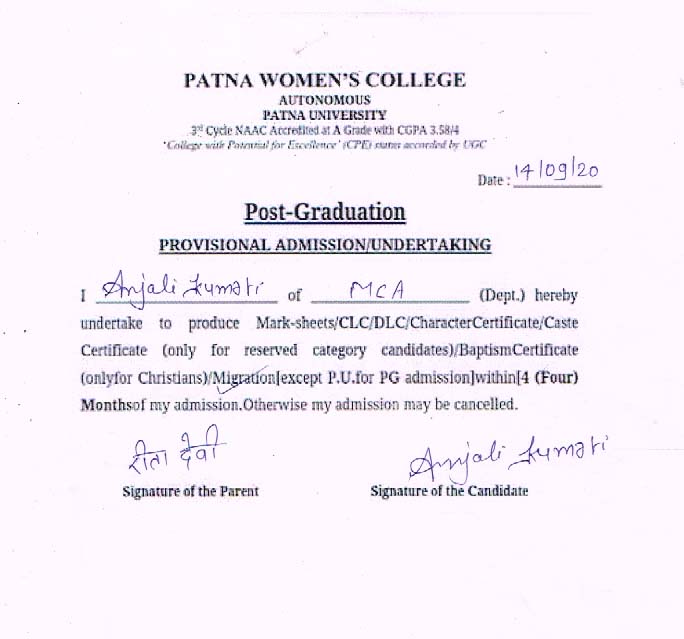 PATNA WOMEN'S COLLEGE
AUTONOMOUS
PATNA UNIVERSITY
3rd Cycle NAAC Accredited at A Grade with CGPA 3.58/4
'College with Potential for Excellence' (CPE) status accorded by UGC
Date : 14/09/20
Post-Graduation
PROVISIONAL ADMISSION/UNDERTAKING
I Anjali Kumari of MCA (Dept.) hereby
undertake to produce Mark-sheets/CLC/DLC/CharacterCertificate/Caste
Certificate (only for reserved category candidates)/BaptismCertificate
(onlyfor Christians)/Migration[except P.U.for PG admission]within[4 (Four)
Monthsof my admission.Otherwise my admission may be cancelled.
रीता देवी Anjali Kumari
Signature of the Parent Signature of the Candidate